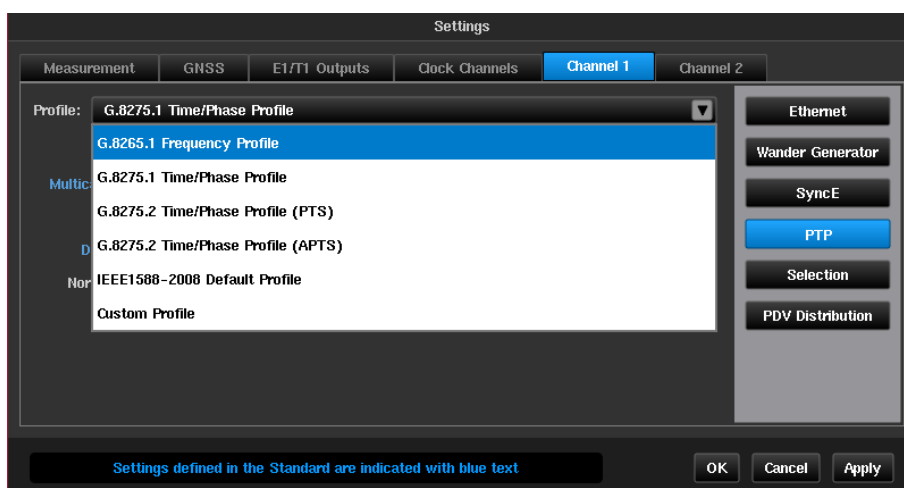 Settings
Measurement GNSS E1/T1 Outputs Clock Channels Channel 1 Channel 2
Profile: G.8275.1 Time/Phase Profile
G.8265.1 Frequency Profile
G.8275.1 Time/Phase Profile
G.8275.2 Time/Phase Profile (PTS)
G.8275.2 Time/Phase Profile (APTS)
IEEE1588-2008 Default Profile
Custom Profile
Ethernet
Wander Generator
SyncE
PTP
Selection
PDV Distribution
Settings defined in the Standard are indicated with blue text
OK Cancel Apply